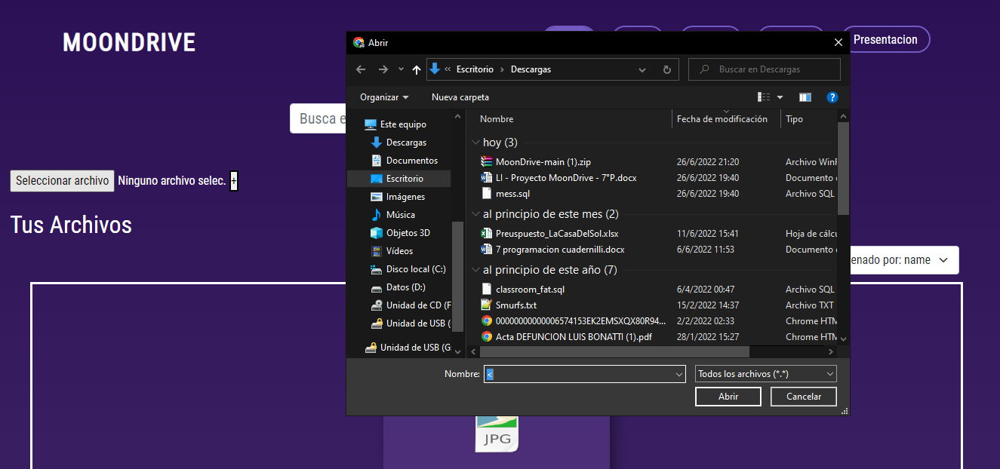 MOONDRIVE
Presentacion
Abrir
Escritorio
Descargas
Buscar en Descargas
Organizar
Nueva carpeta
?
Busca e
Este equipo
Descargas
Documentos
Escritorio
Imágenes
Música
Objetos 3D
Vídeos
Disco local (C:)
Datos (D:)
Unidad de CD (F
Unidad de USB (
Unidad de USB (G:
Nombre
Fecha de modificación
Tipo
hoy (3)
MoonDrive-main (1).zip 26/6/2022 21:20 Archivo WinF
LI - Proyecto MoonDrive - 7°P.docx 26/6/2022 19:40 Documento
mess.sql 26/6/2022 19:40 Archivo SQL
al principio de este mes (2)
Preuspuesto_LaCasaDelSol.xlsx 11/6/2022 15:41 Hoja de cálcu
7 programacion cuadernilli.docx 6/6/2022 11:53 Documento
al principio de este año (7)
classroom_fat.sql 6/4/2022 00:47 Archivo SQL
Smurfs.txt 15/2/2022 14:37 Archivo TXT
0000000000006574153EK2EMSXQX80R94... 2/2/2022 02:33 Chrome HTM
Acta DEFUNCION LUIS BONATTI (1).pdf 28/1/2022 15:27 Chrome HTM
Nombre: <
Todos los archivos (*.*)
Abrir
Cancelar
Seleccionar archivo Ninguno archivo selec. +
Tus Archivos
enado por: name
JPG